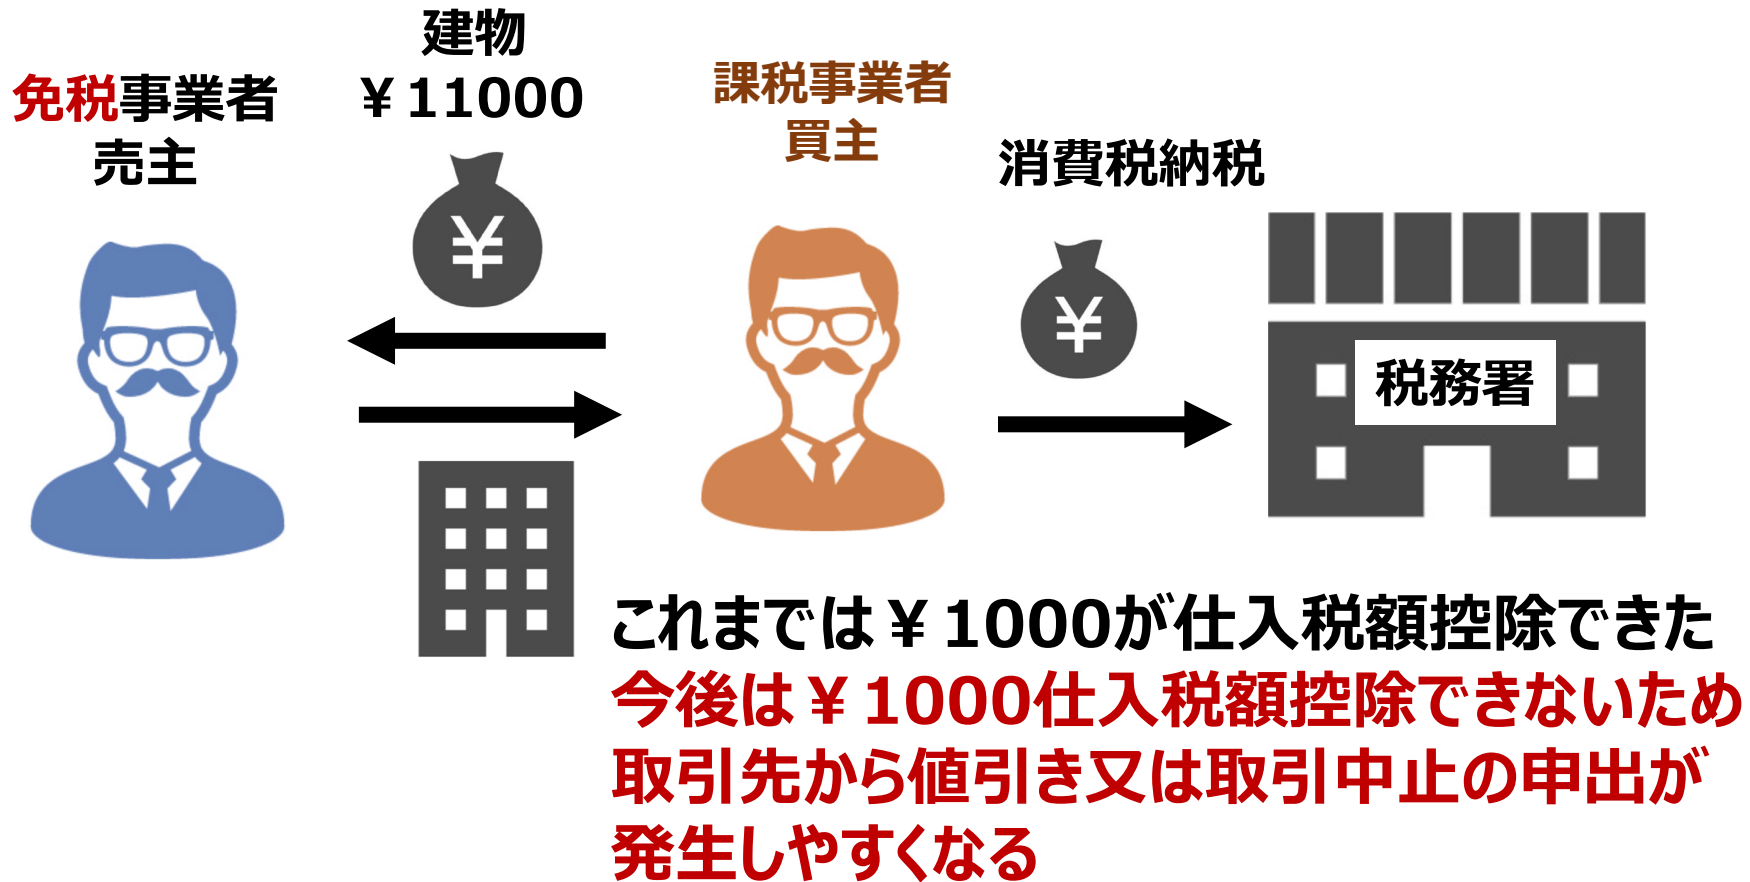 免税事業者
売主
建物
￥11000
課税事業者
買主
消費税納税
¥
¥
税務署
これまでは￥1000が仕入税額控除できた
今後は￥1000仕入税額控除できないため
取引先から値引き又は取引中止の申出が
発生しやすくなる